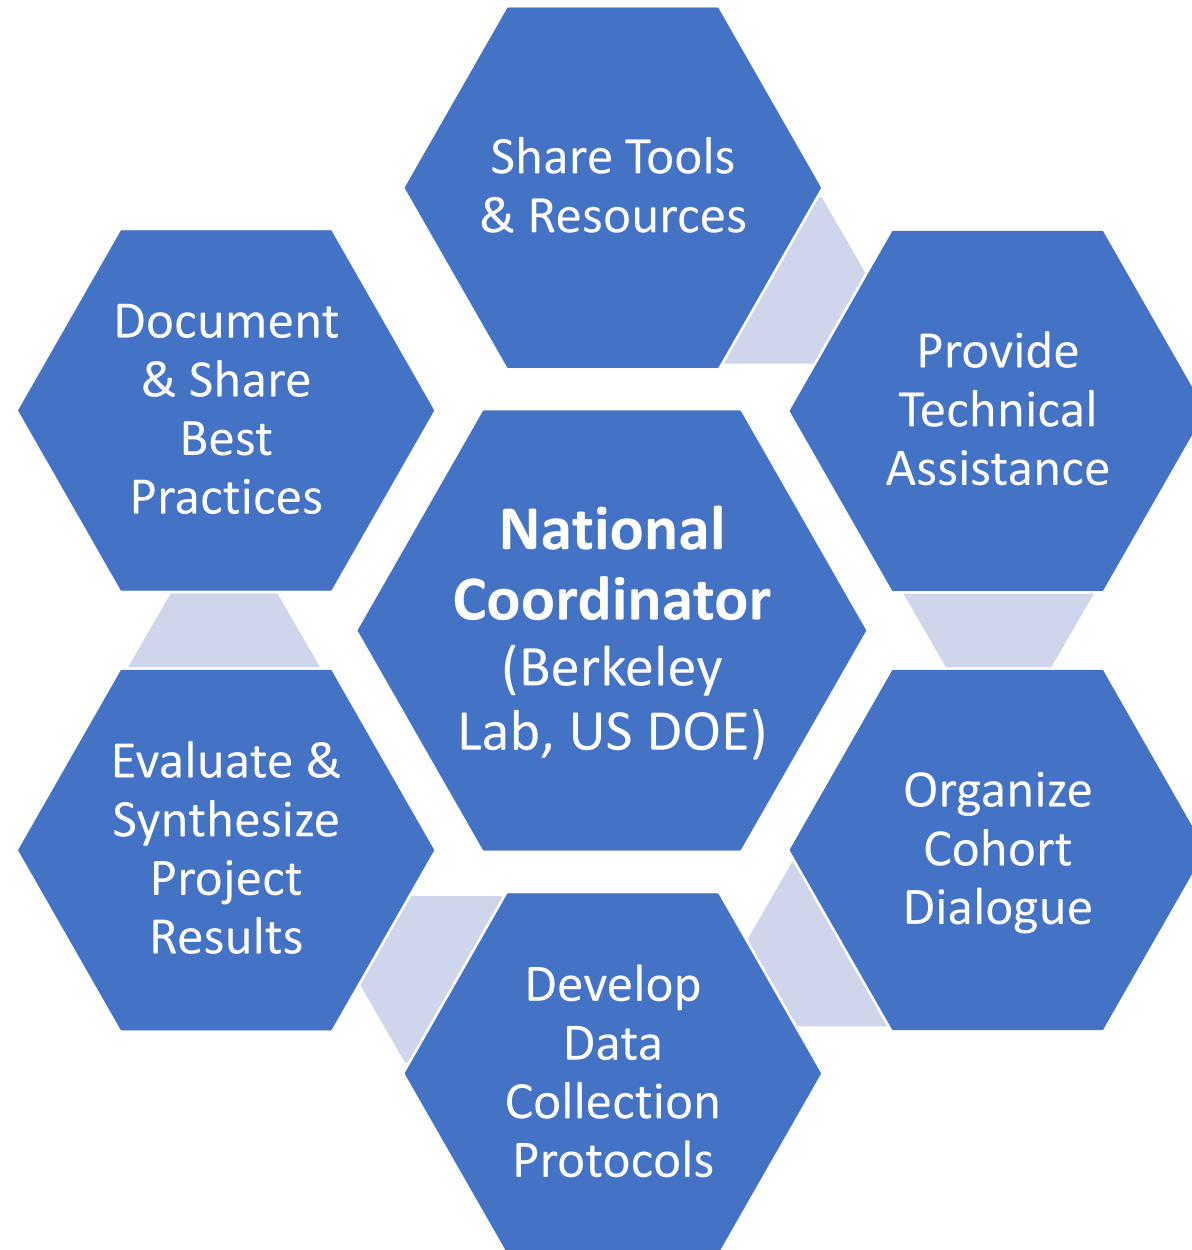 Share Tools
& Resources
Provide
Technical
Assistance
Organize
Cohort
Dialogue
Develop
Data
Collection
Protocols
Evaluate &
Synthesize
Project
Results
Document
& Share
Best
Practices
National
Coordinator
(Berkeley
Lab, US DOE)